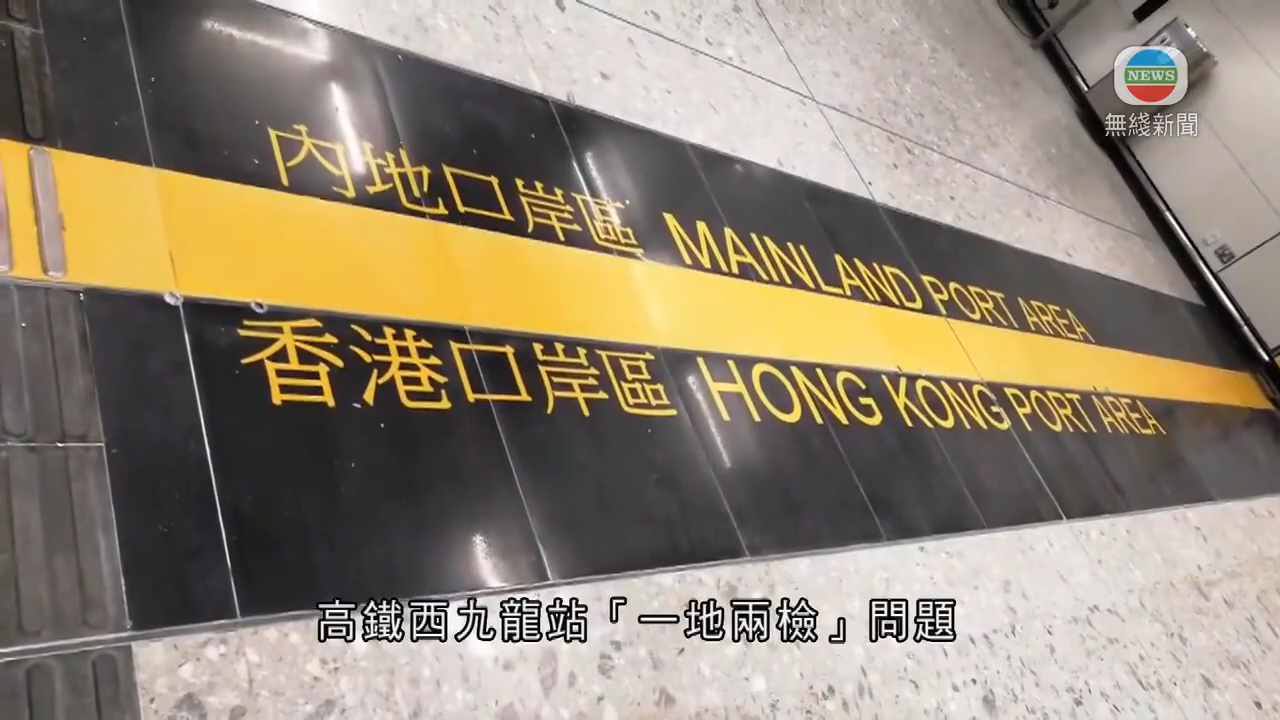 NEWS
無綫新聞
內地口岸區 MAINLAND PORT AREA
香港口岸區 HONG KONG PORT AREA
高鐵西九龍站「一地兩檢」問題